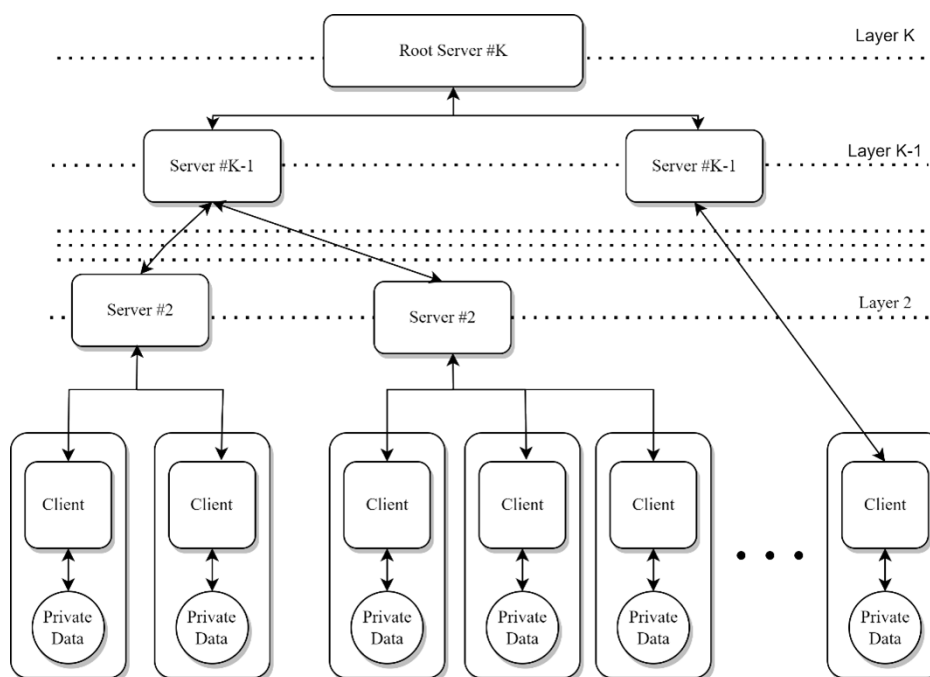 Root Server #K
Layer K
Server #K-1
Server #K-1
Layer K-1
Server #2
Server #2
Layer 2
Client
Client
Client
Client
Client
Client
Private
Data
Private
Data
Private
Data
Private
Data
Private
Data
Private
Data